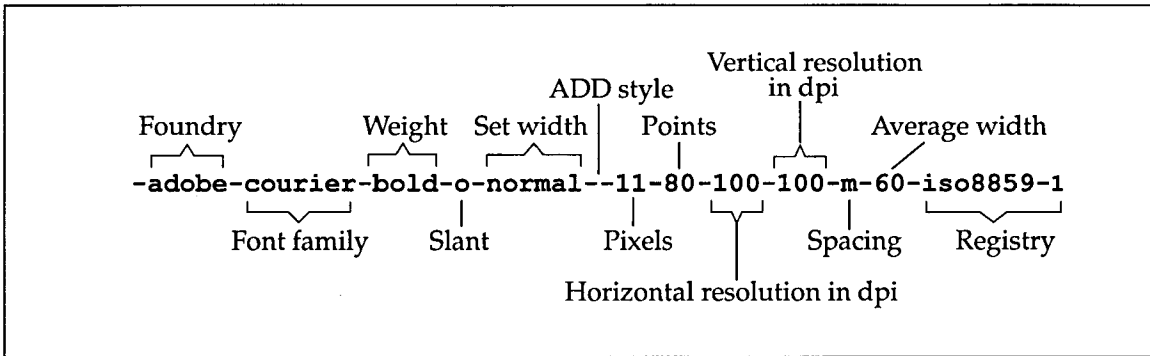 Vertical resolution
in dpi
ADD style
Foundry Weight Set width Points Average width
-adobe-courier-bold-o-normal--11-80-100-100-m-60-iso8859-1
Font family Slant Pixels Spacing Registry
Horizontal resolution in dpi